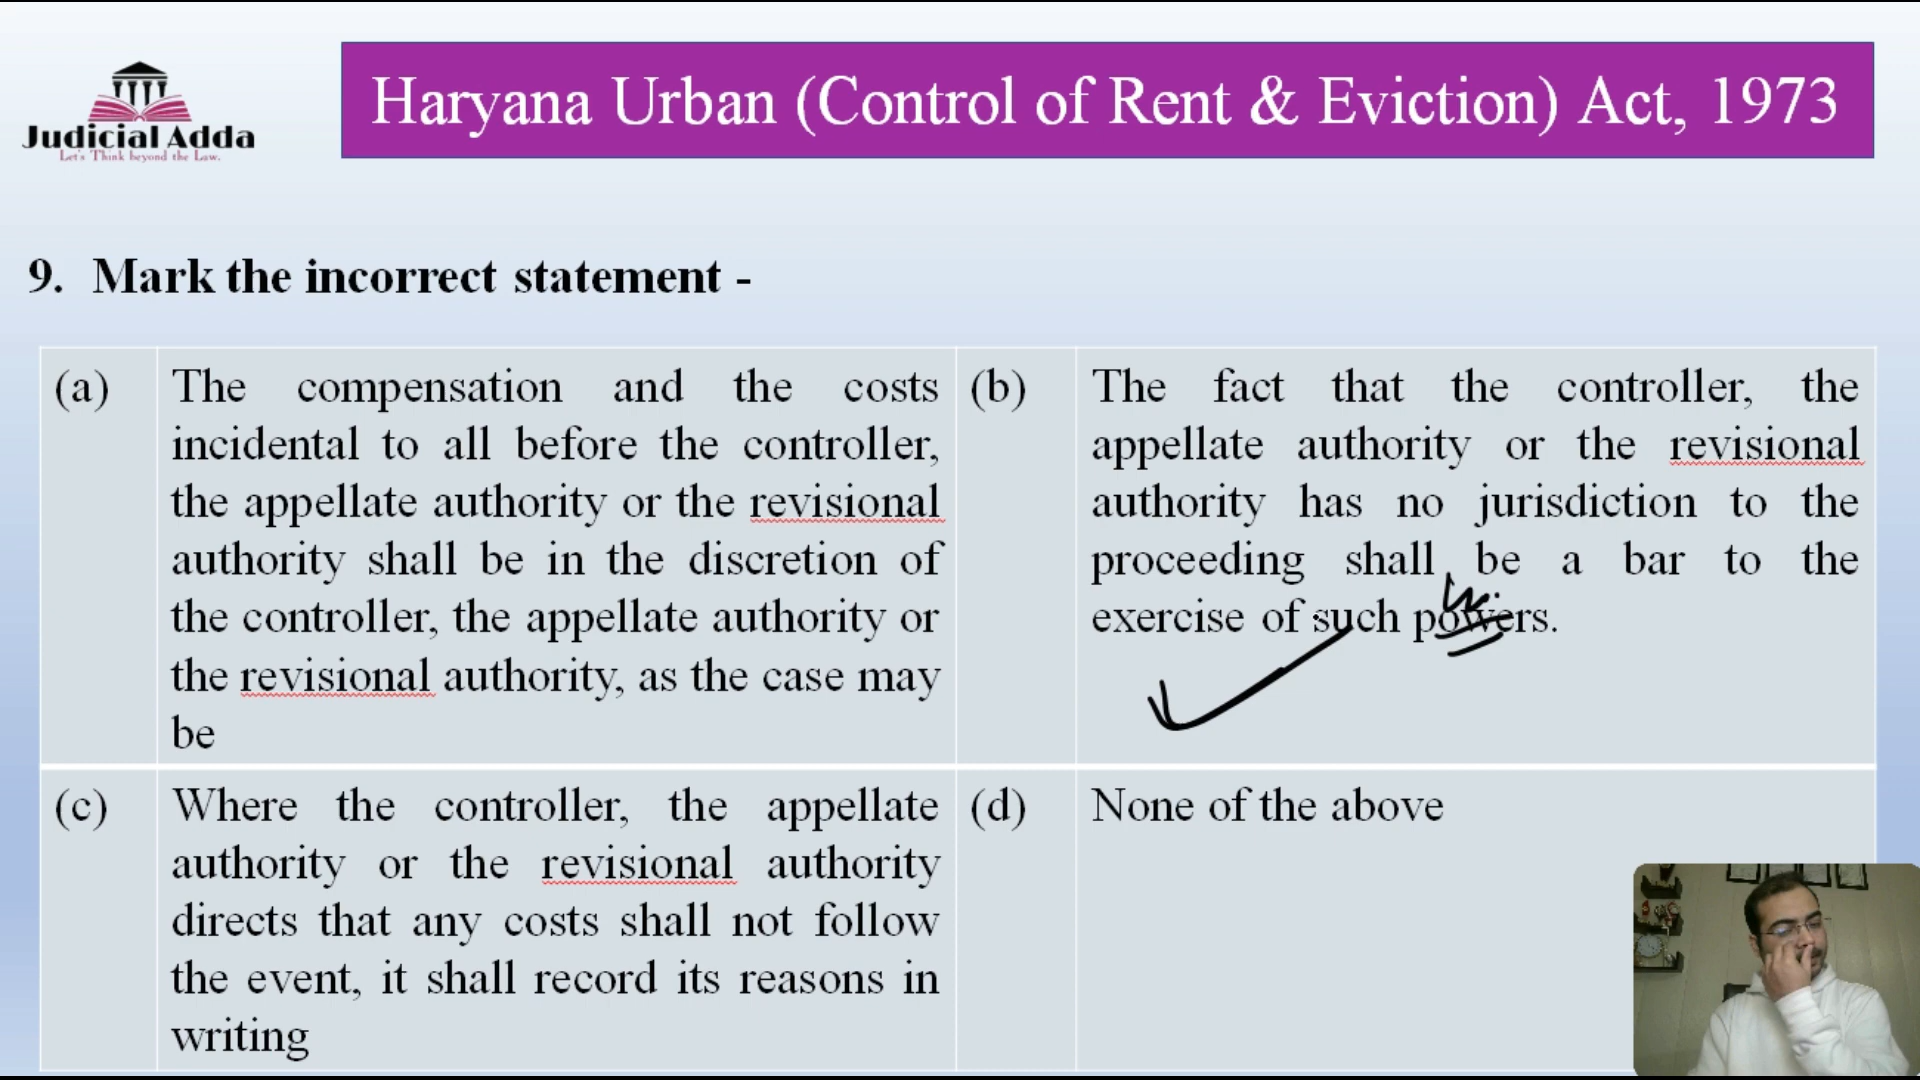 Haryana Urban (Control of Rent & Eviction) Act, 1973
Judicial Adda
Let's Think beyond the Law.
9. Mark the incorrect statement -
(a)
The compensation and the costs
incidental to all before the controller,
the appellate authority or the revisional
authority shall be in the discretion of
the controller, the appellate authority or
the revisional authority, as the case may
be
(b)
The fact that the controller, the
appellate authority or the revisional
authority has no jurisdiction to the
proceeding shall be a bar to the
exercise of such powers.
(c)
Where the controller, the appellate
authority or the revisional authority
directs that any costs shall not follow
the event, it shall record its reasons in
writing
(d)
None of the above